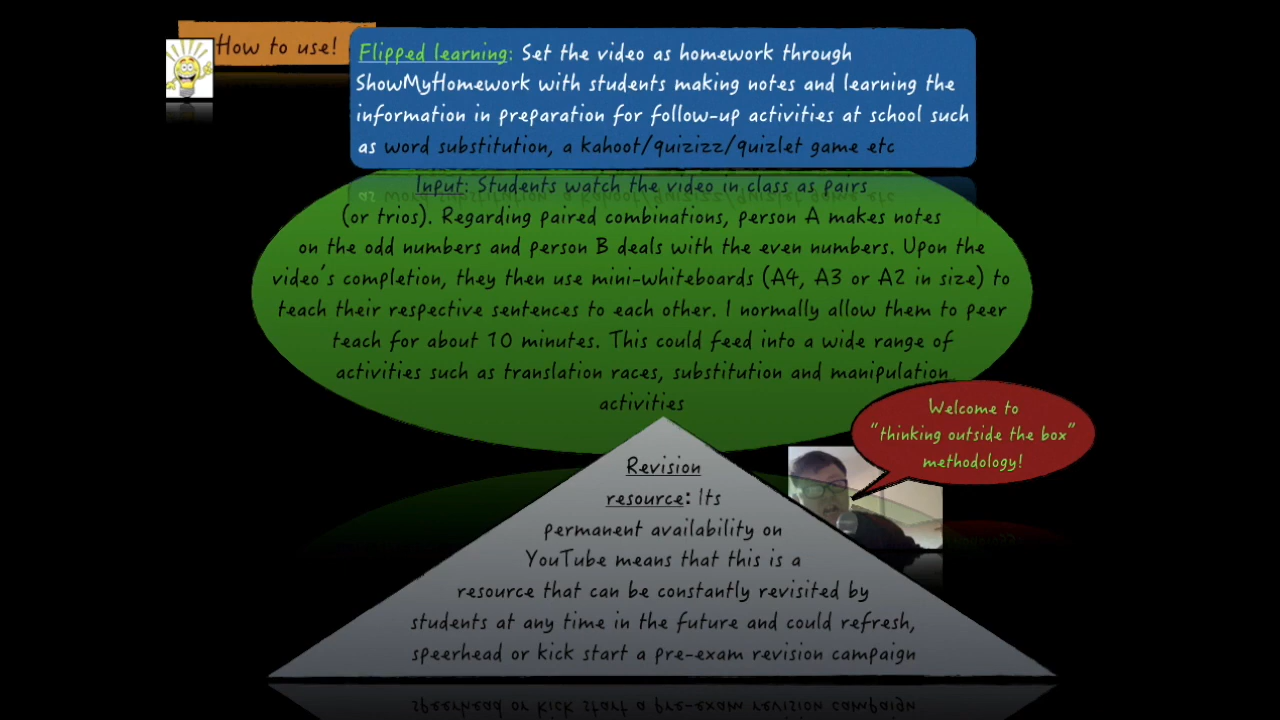 How to use!
Flipped learning: Set the video as homework through
ShowMyHomework with students making notes and learning the
information in preparation for follow-up activities at school such
as word substitution, a kahoot/quizizz/quizlet game etc
Input: Students watch the video in class as pairs
(or trios). Regarding paired combinations, person A makes notes
on the odd numbers and person B deals with the even numbers. Upon the
video's completion, they then use mini-whiteboards (A4, A3 or A2 in size) to
teach their respective sentences to each other. I normally allow them to peer
teach for about 10 minutes. This could feed into a wide range of
activities such as translation races, substitution and manipulation
activities
Welcome to
"thinking outside the box"
methodology!
Revision
resource: Its
permanent availability on
YouTube means that this is a
resource that can be constantly revisited by
students at any time in the future and could refresh,
speerhead or kick start a pre-exam revision campaign